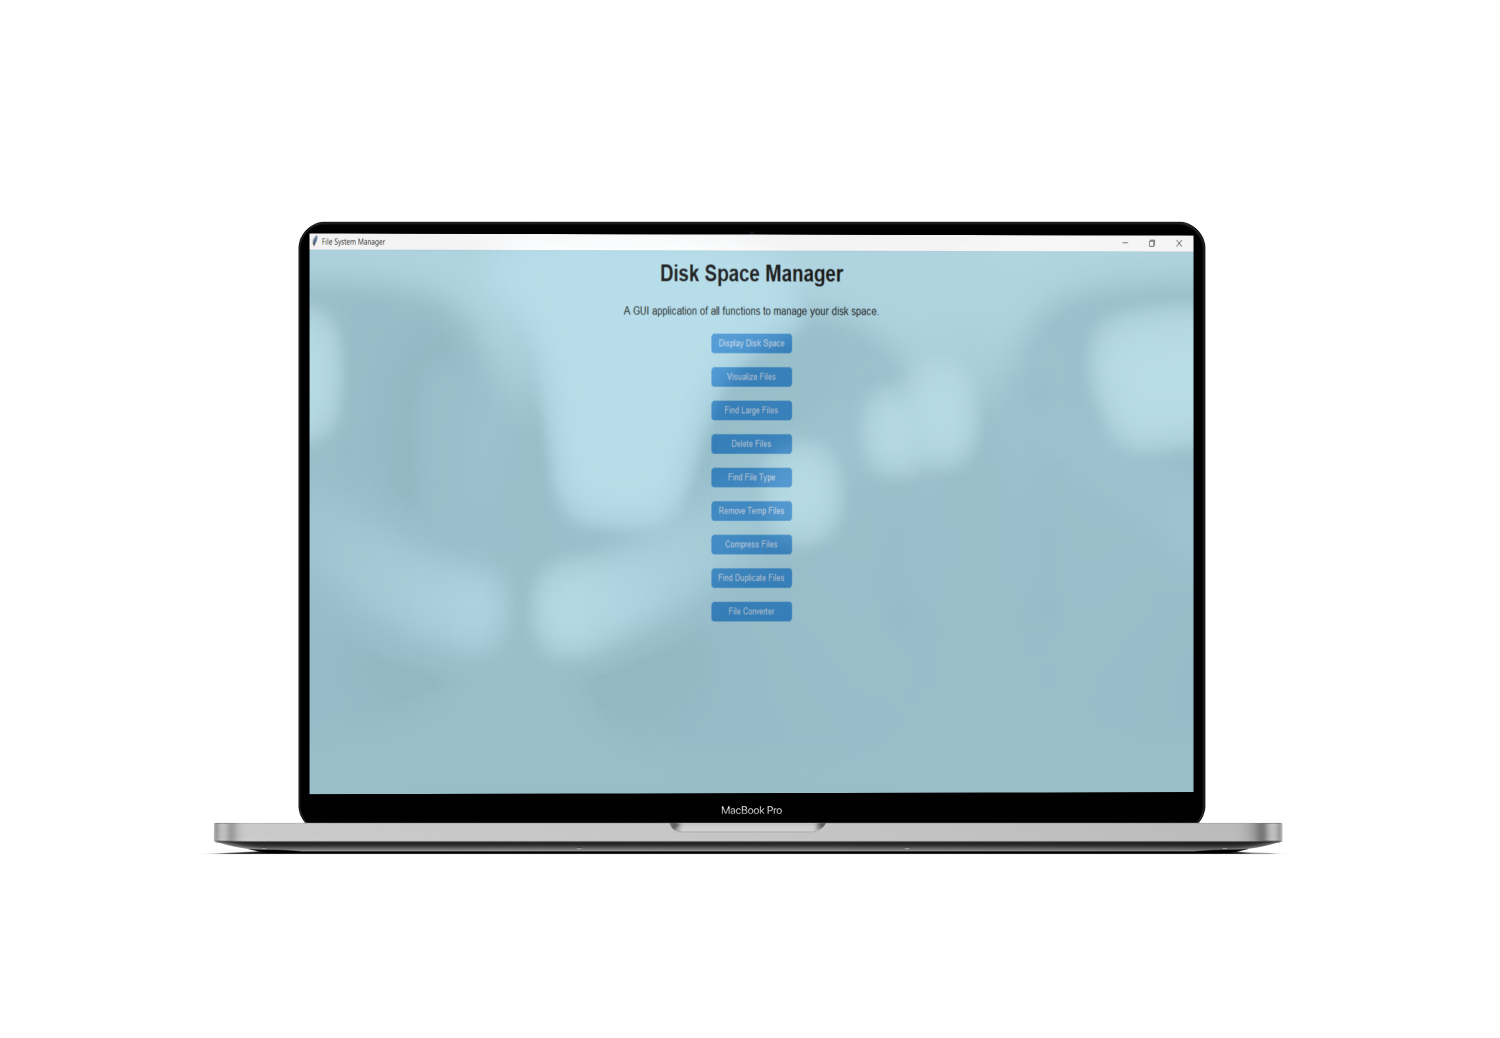 File System Manager
Disk Space Manager
A GUI application of all functions to manage your disk space.
Display Disk Space
Visualize Files
Find Large Files
Delete Files
Find File Type
Remove Temp Files
Compress Files
Find Duplicate Files
File Converter
MacBook Pro